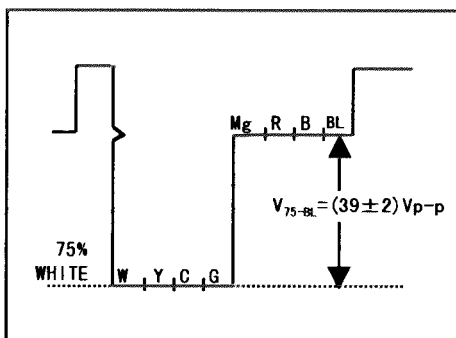 Mg R B BL
V75-BL=(39±2)Vp-p
75%
WHITE
W Y C G